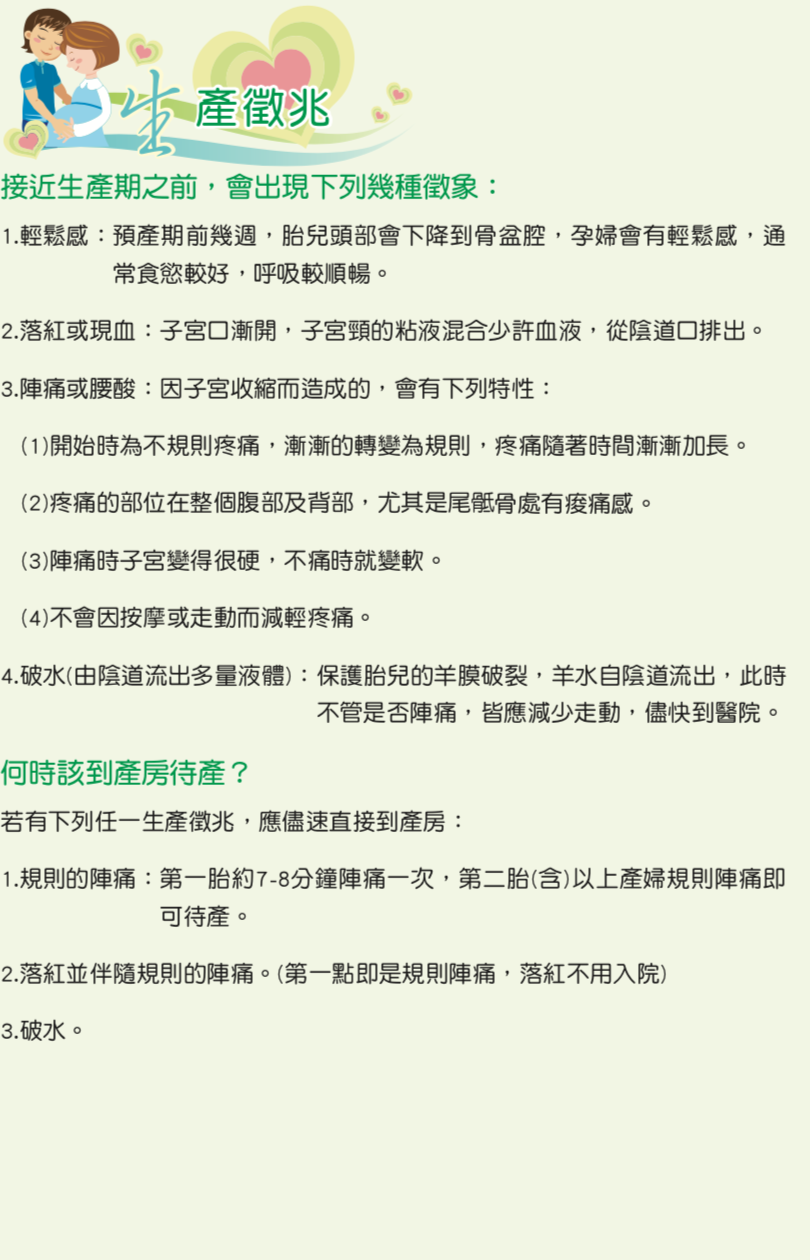 生產徵兆
接近生產期之前，會出現下列幾種徵象：
1.輕鬆感：預產期前幾週，胎兒頭部會下降到骨盆腔，孕婦會有輕鬆感，通
常食慾較好，呼吸較順暢。
2.落紅或現血：子宮口漸開，子宮頸的粘液混合少許血液，從陰道口排出。
3.陣痛或腰酸：因子宮收縮而造成的，會有下列特性：
(1)開始時為不規則疼痛，漸漸的轉變為規則，疼痛隨著時間漸漸加長。
(2)疼痛的部位在整個腹部及背部，尤其是尾骶骨處有痠痛感。
(3)陣痛時子宮變得很硬，不痛時就變軟。
(4)不會因按摩或走動而減輕疼痛。
4.破水(由陰道流出多量液體)：保護胎兒的羊膜破裂，羊水自陰道流出，此時
不管是否陣痛，皆應減少走動，儘快到醫院。
何時該到產房待產？
若有下列任一生產徵兆，應儘速直接到產房：
1.規則的陣痛：第一胎約7-8分鐘陣痛一次，第二胎(含)以上產婦規則陣痛即
可待產。
2.落紅並伴隨規則的陣痛。(第一點即是規則陣痛，落紅不用入院)
3.破水。